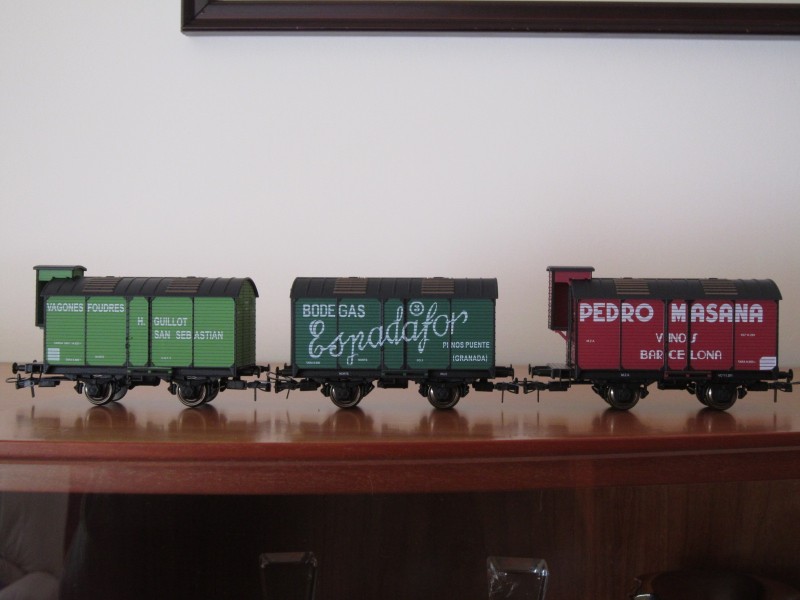 VAGONES FOUDRES
H. GUILLOT
SAN SEBASTIAN
BODEGAS
Espadafor
PINOS PUENTE
(GRANADA)
PEDRO MASANA
VINOS
BARCELONA